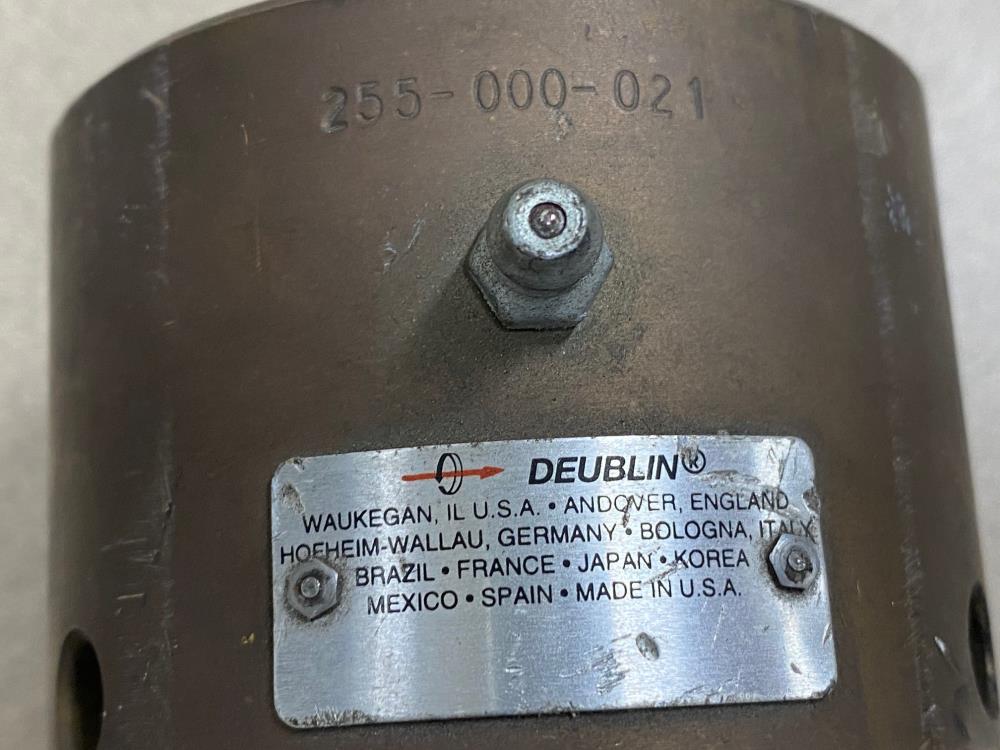 255-000-021
DEUBLIN®
WAUKEGAN, IL U.S.A. • ANDOVER, ENGLAND
HOFHEIM-WALLAU, GERMANY • BOLOGNA, ITALY
BRAZIL • FRANCE • JAPAN • KOREA
MEXICO • SPAIN • MADE IN U.S.A.